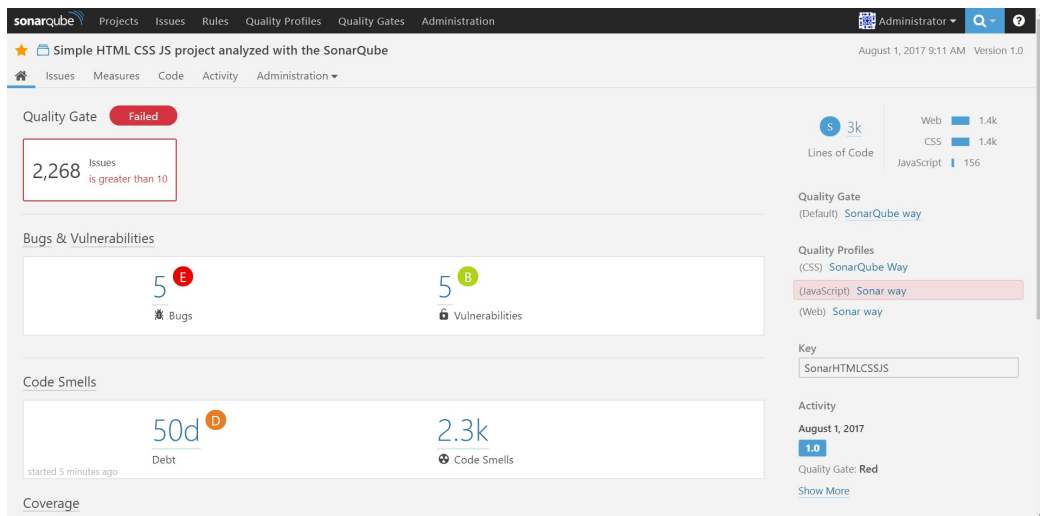 sonarqube Projects Issues Rules Quality Profiles Quality Gates Administration Administrator
Simple HTML CSS JS project analyzed with the SonarQube August 1, 2017 9:11 AM Version 1.0
Issues Measures Code Activity Administration
Quality Gate Failed
2,268 Issues
is greater than 10
Bugs & Vulnerabilities
5 E
Bugs
5 B
Vulnerabilities
Code Smells
50d D
Debt
2.3k
Code Smells
started 5 minutes ago
Coverage
S 3k
Lines of Code
Web 1.4k
CSS 1.4k
JavaScript 156
Quality Gate
(Default) SonarQube way
Quality Profiles
(CSS) SonarQube Way
(JavaScript) Sonar way
(Web) Sonar way
Key
SonarHTMLCSSJS
Activity
August 1, 2017
1.0
Quality Gate: Red
Show More